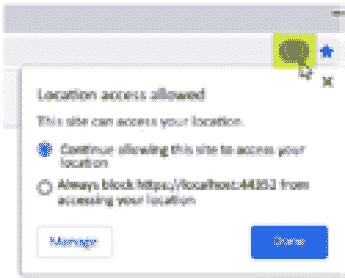 Location access allowed
This site can access your location.
Continue allowing this site to access your
location
Always block https://localhost:44352 from
accessing your location
Manage
Done